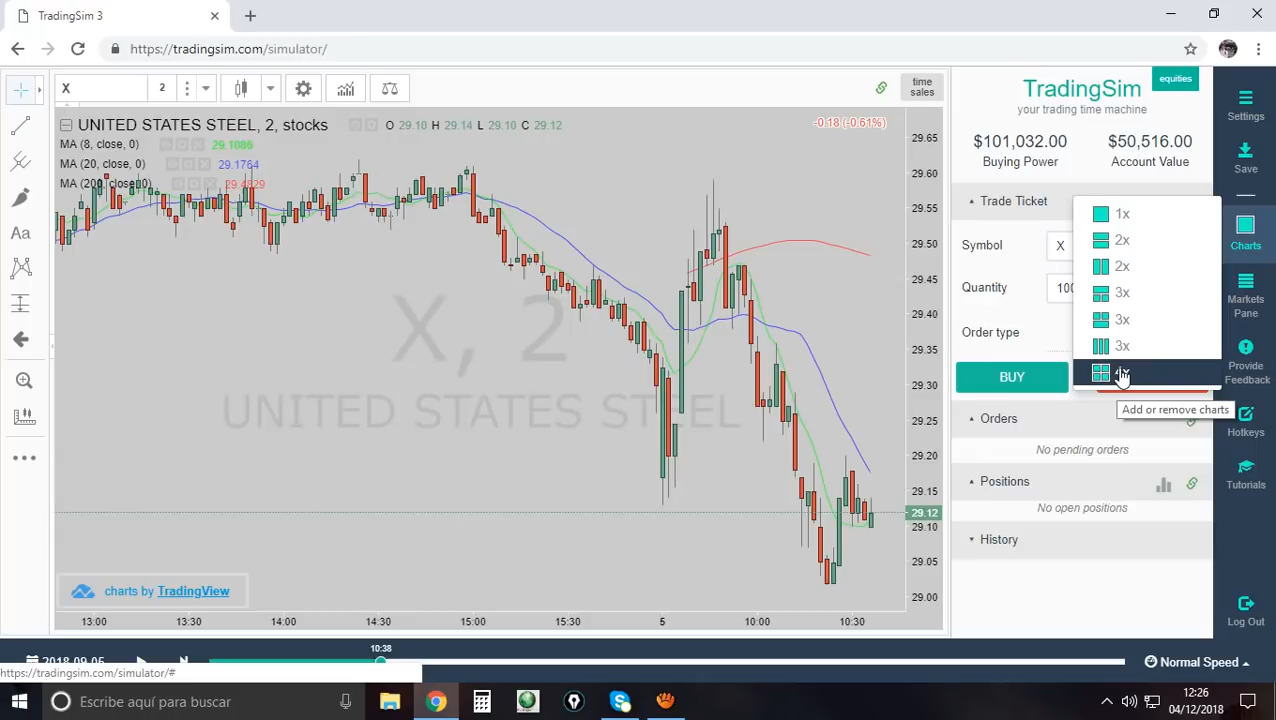 TradingSim 3
https://tradingsim.com/simulator/
X
2
time
sales
UNITED STATES STEEL, 2, stocks
O 29.10 H 29.14 L 29.10 C 29.12
-0.18 (-0.61%)
MA (8, close, 0)
29.1086
MA (20, close, 0)
29.1764
MA (200, close, 0)
X, 2
UNITED STATES STEEL
29.65
29.60
29.55
29.50
29.45
29.40
29.35
29.30
29.25
29.20
29.15
29.12
29.10
29.05
29.00
charts by TradingView
13:00
13:30
14:00
14:30
15:00
15:30
5
10:00
10:30
equities
TradingSim
your trading time machine
$101,032.00
Buying Power
$50,516.00
Account Value
Trade Ticket
Symbol
X
Quantity
100
Order type
BUY
1x
2x
2x
3x
3x
3x
4x
Add or remove charts
Orders
No pending orders
Positions
No open positions
History
Settings
Save
Charts
Markets
Pane
Provide
Feedback
Hotkeys
Tutorials
Log Out
10:38
2018.09.05
Normal Speed
https://tradingsim.com/simulator/#
Escribe aquí para buscar
12:26
04/12/2018
Aa